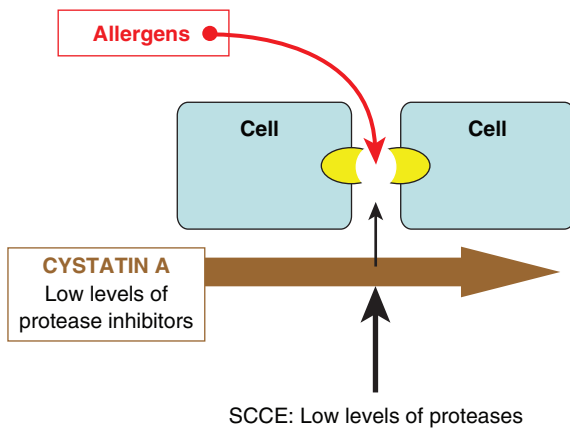 Allergens
Cell
Cell
CYSTATIN A
Low levels of
protease inhibitors
SCCE: Low levels of proteases